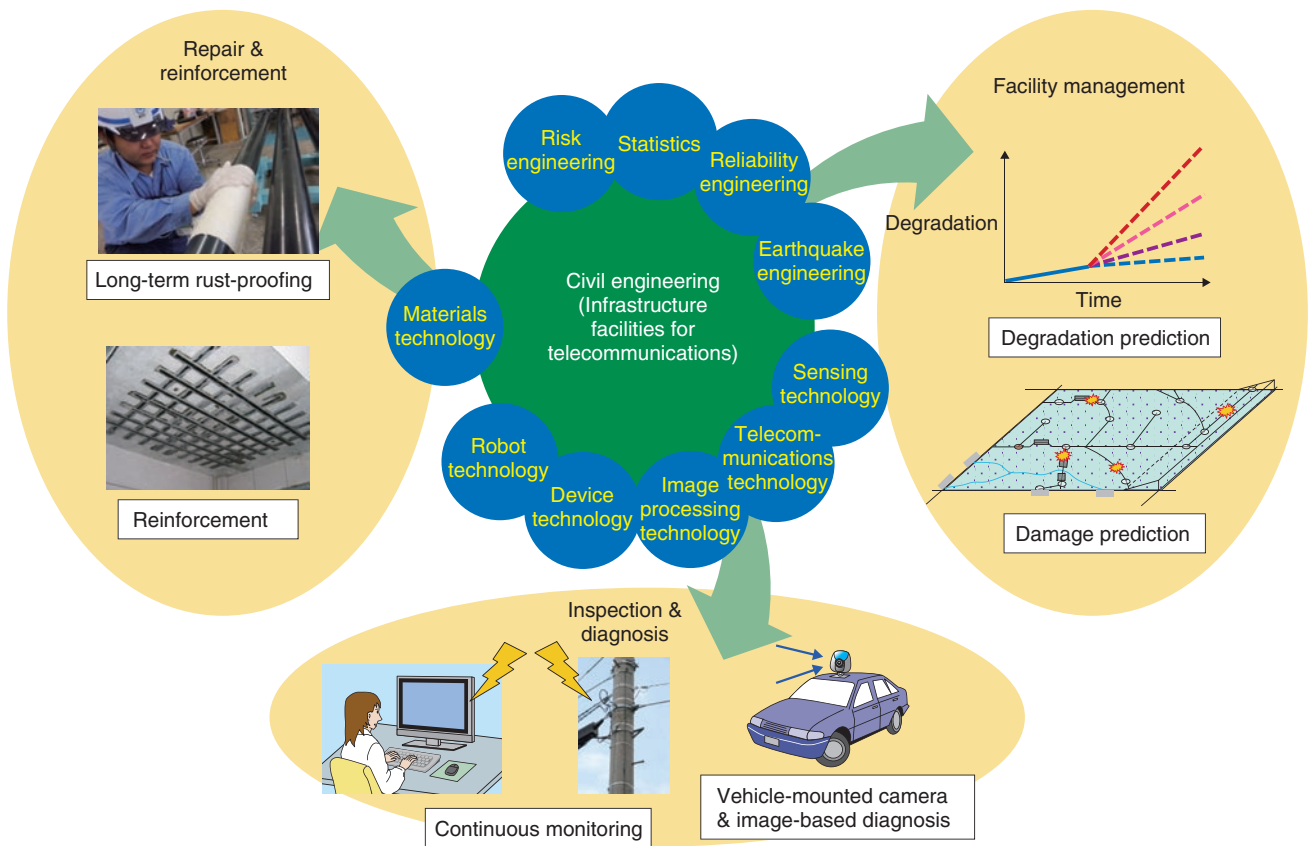 Repair &
reinforcement
Long-term rust-proofing
Reinforcement
Risk
engineering
Statistics
Reliability
engineering
Earthquake
engineering
Civil engineering
(Infrastructure
facilities for
telecommunications)
Materials
technology
Sensing
technology
Telecom-
munications
technology
Image
processing
technology
Device
technology
Robot
technology
Facility management
Degradation
Time
Degradation prediction
Damage prediction
Inspection &
diagnosis
Continuous monitoring
Vehicle-mounted camera
& image-based diagnosis